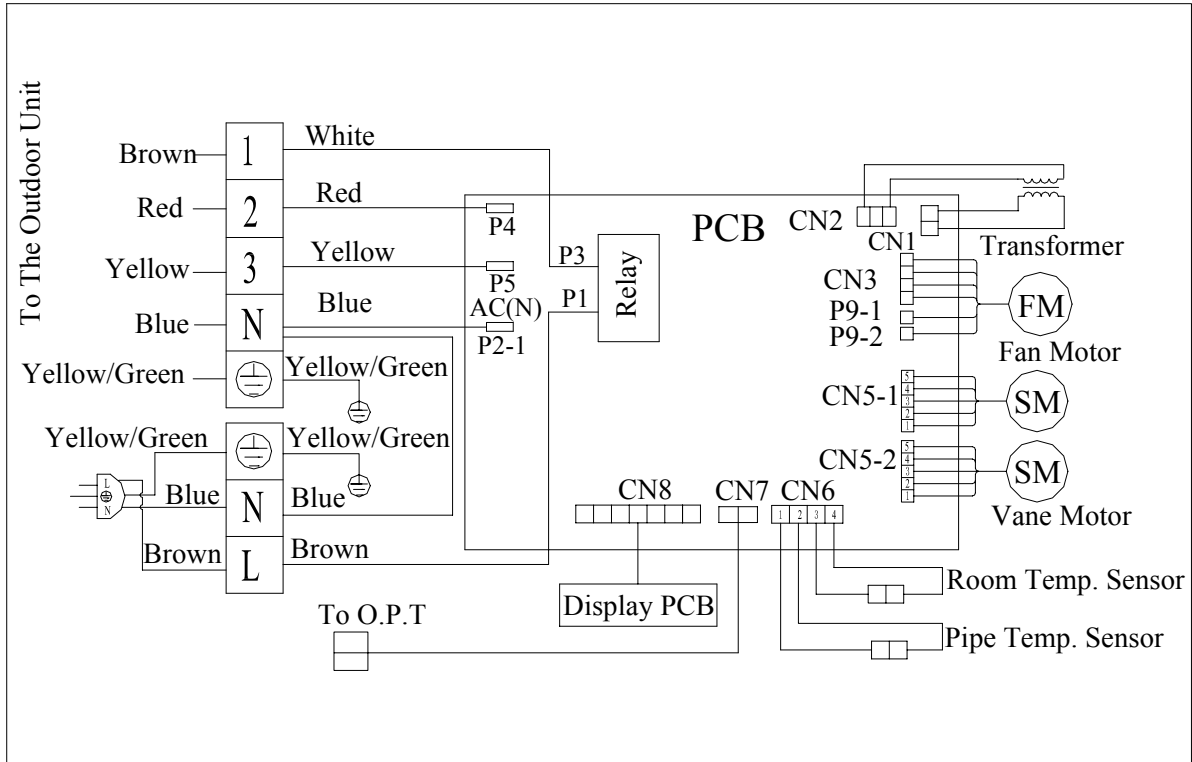 To The Outdoor Unit
Brown
1
White
Red
2
Red
Yellow
3
Yellow
Blue
N
Blue
Yellow/Green
Yellow/Green
Yellow/Green
Yellow/Green
L
N
Blue
N
Blue
Brown
L
Brown
P4
P5
AC(N)
P2-1
P3
P1
Relay
PCB
CN2
CN1
Transformer
CN3
P9-1
P9-2
FM
Fan Motor
CN5-1
5
4
3
2
1
SM
CN5-2
5
4
3
2
1
SM
Vane Motor
CN8
CN7
CN6
1 2 3 4
Display PCB
To O.P.T
Room Temp. Sensor
Pipe Temp. Sensor